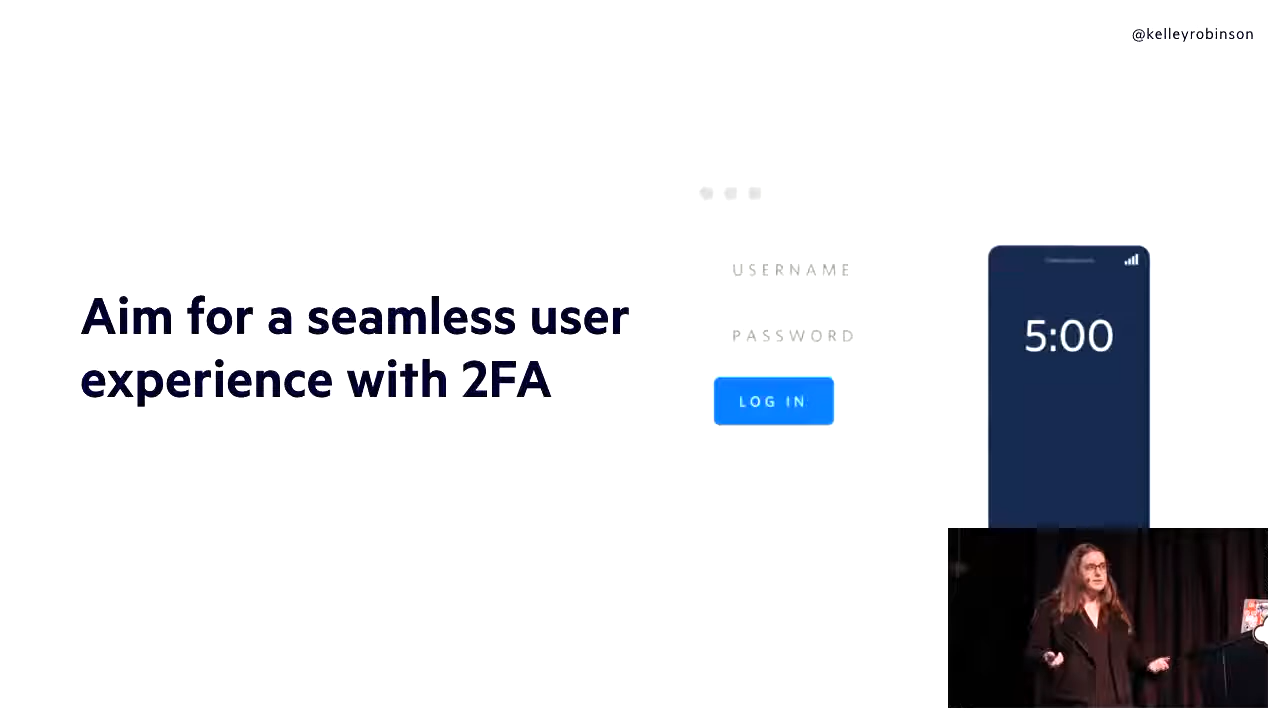 @kelleyrobinson
Aim for a seamless user
experience with 2FA
USERNAME
PASSWORD
LOG IN
5:00